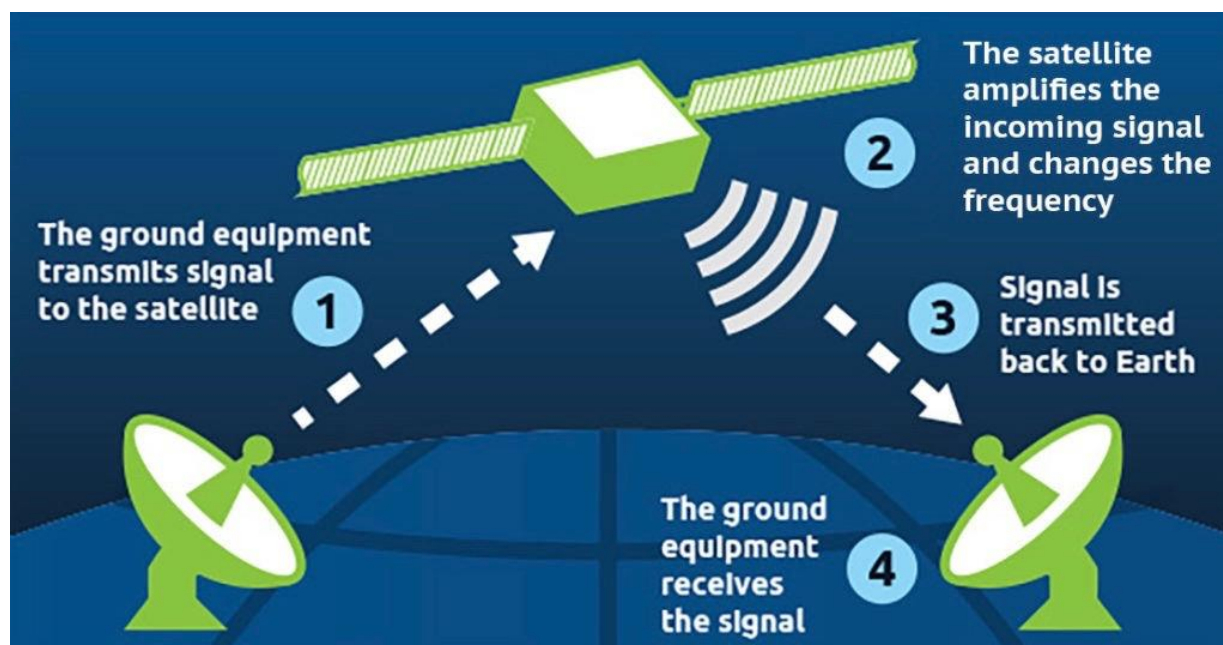 The ground equipment
transmits signal
to the satellite
1
2
The satellite
amplifies the
incoming signal
and changes the
frequency
3
Signal is
transmitted
back to Earth
The ground
equipment
receives
the signal
4